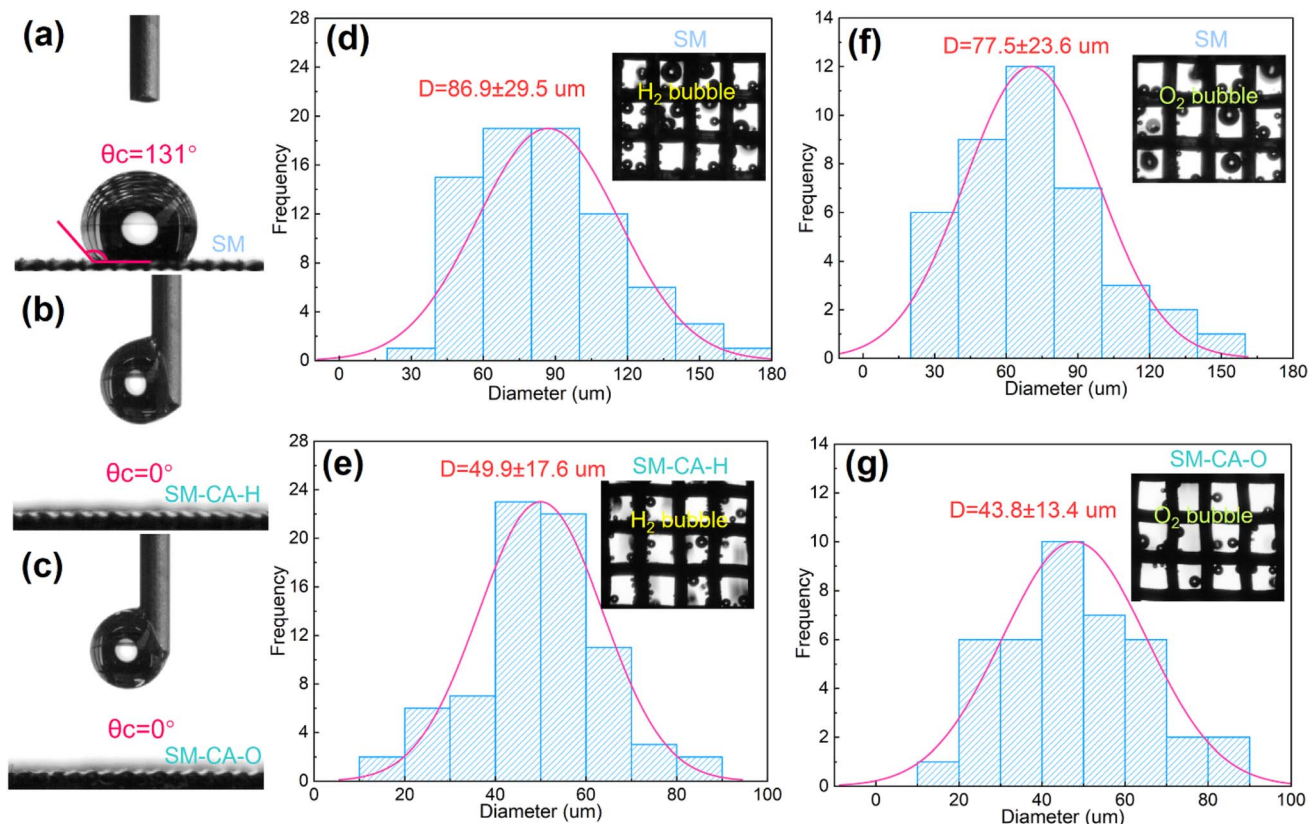 (a)
θc=131°
SM
(b)
θc=0°
SM-CA-H
(c)
θc=0°
SM-CA-O
(d)
SM
D=86.9±29.5 um
H₂ bubble
Frequency
28
24
20
16
12
8
4
0
0 30 60 90 120 150 180
Diameter (um)
(e)
SM-CA-H
D=49.9±17.6 um
H₂ bubble
Frequency
28
24
20
16
12
8
4
0
0 20 40 60 80 100
Diameter (um)
(f)
SM
D=77.5±23.6 um
O₂ bubble
Frequency
14
12
10
8
6
4
2
0
0 30 60 90 120 150 180
Diameter (um)
(g)
SM-CA-O
D=43.8±13.4 um
O₂ bubble
Frequency
14
12
10
8
6
4
2
0
0 20 40 60 80 100
Diameter (um)